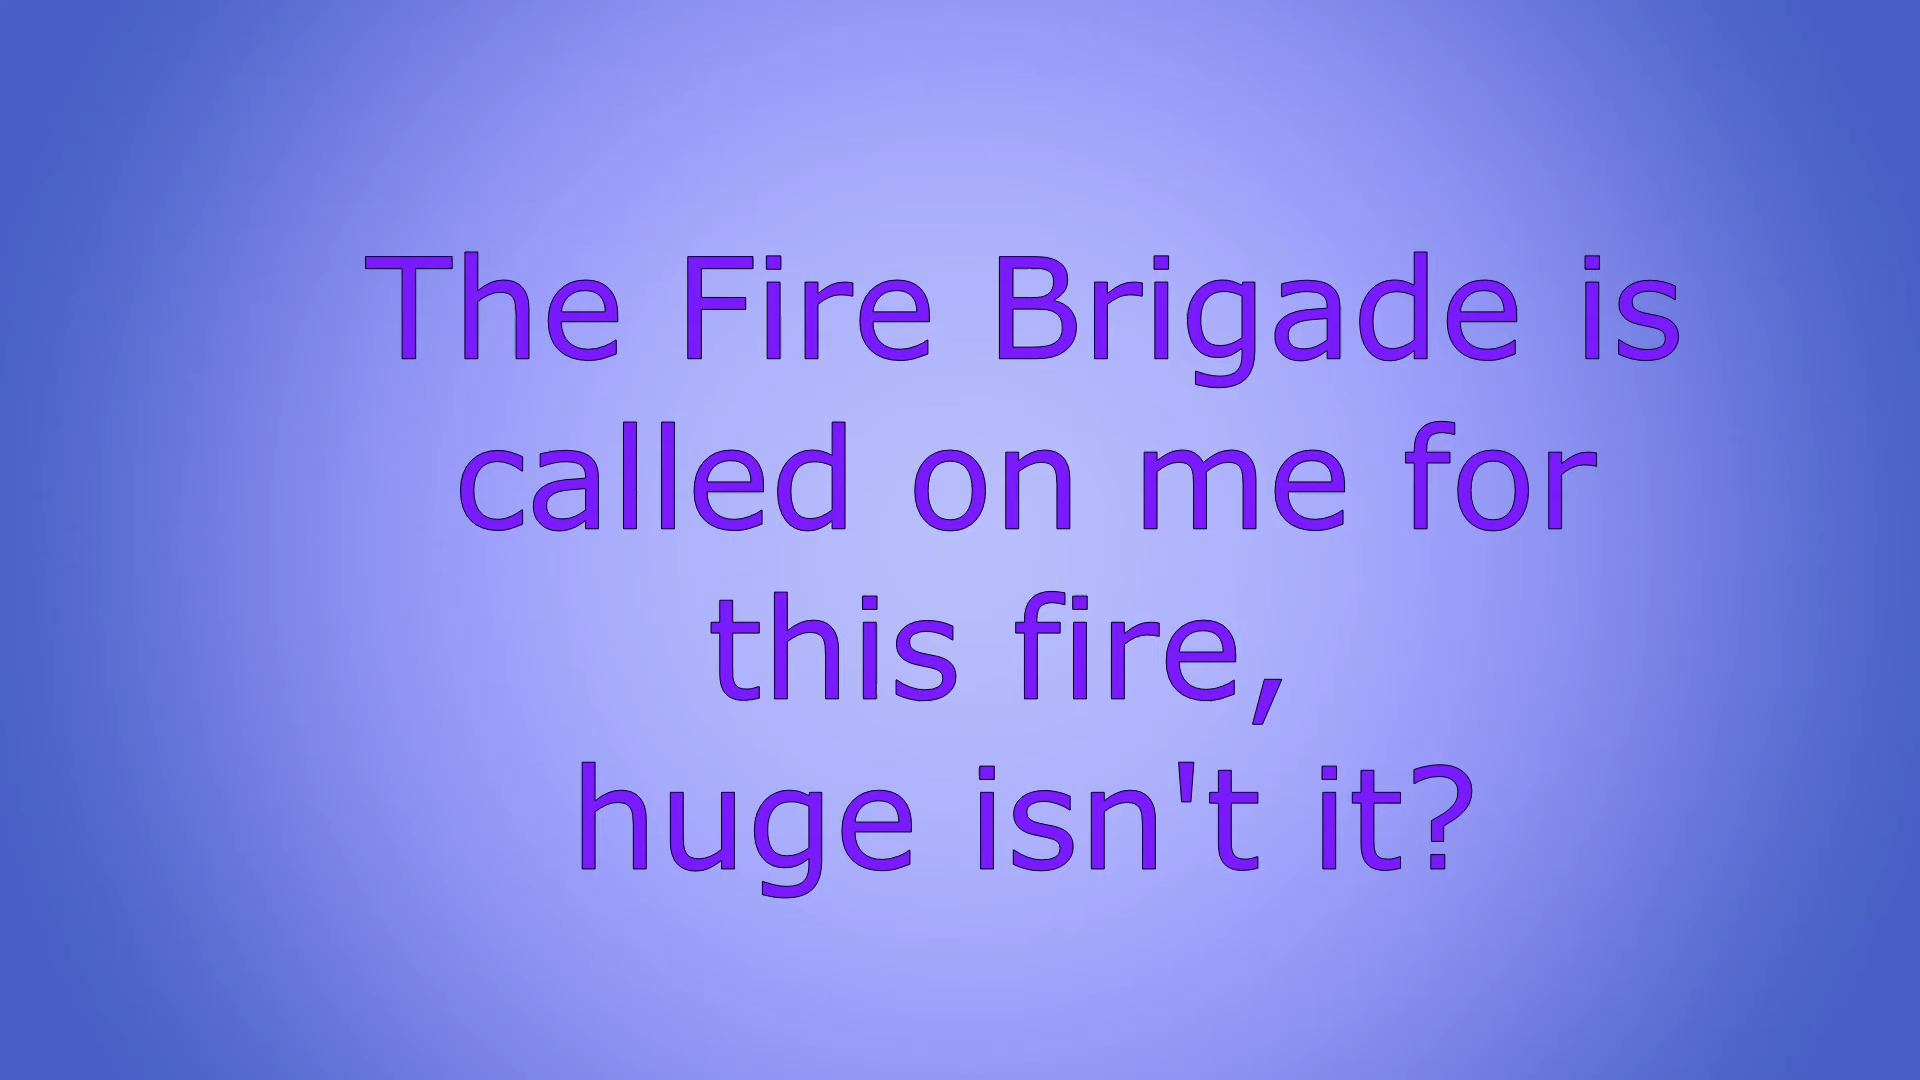 The Fire Brigade is
called on me for
this fire,
huge isn't it?